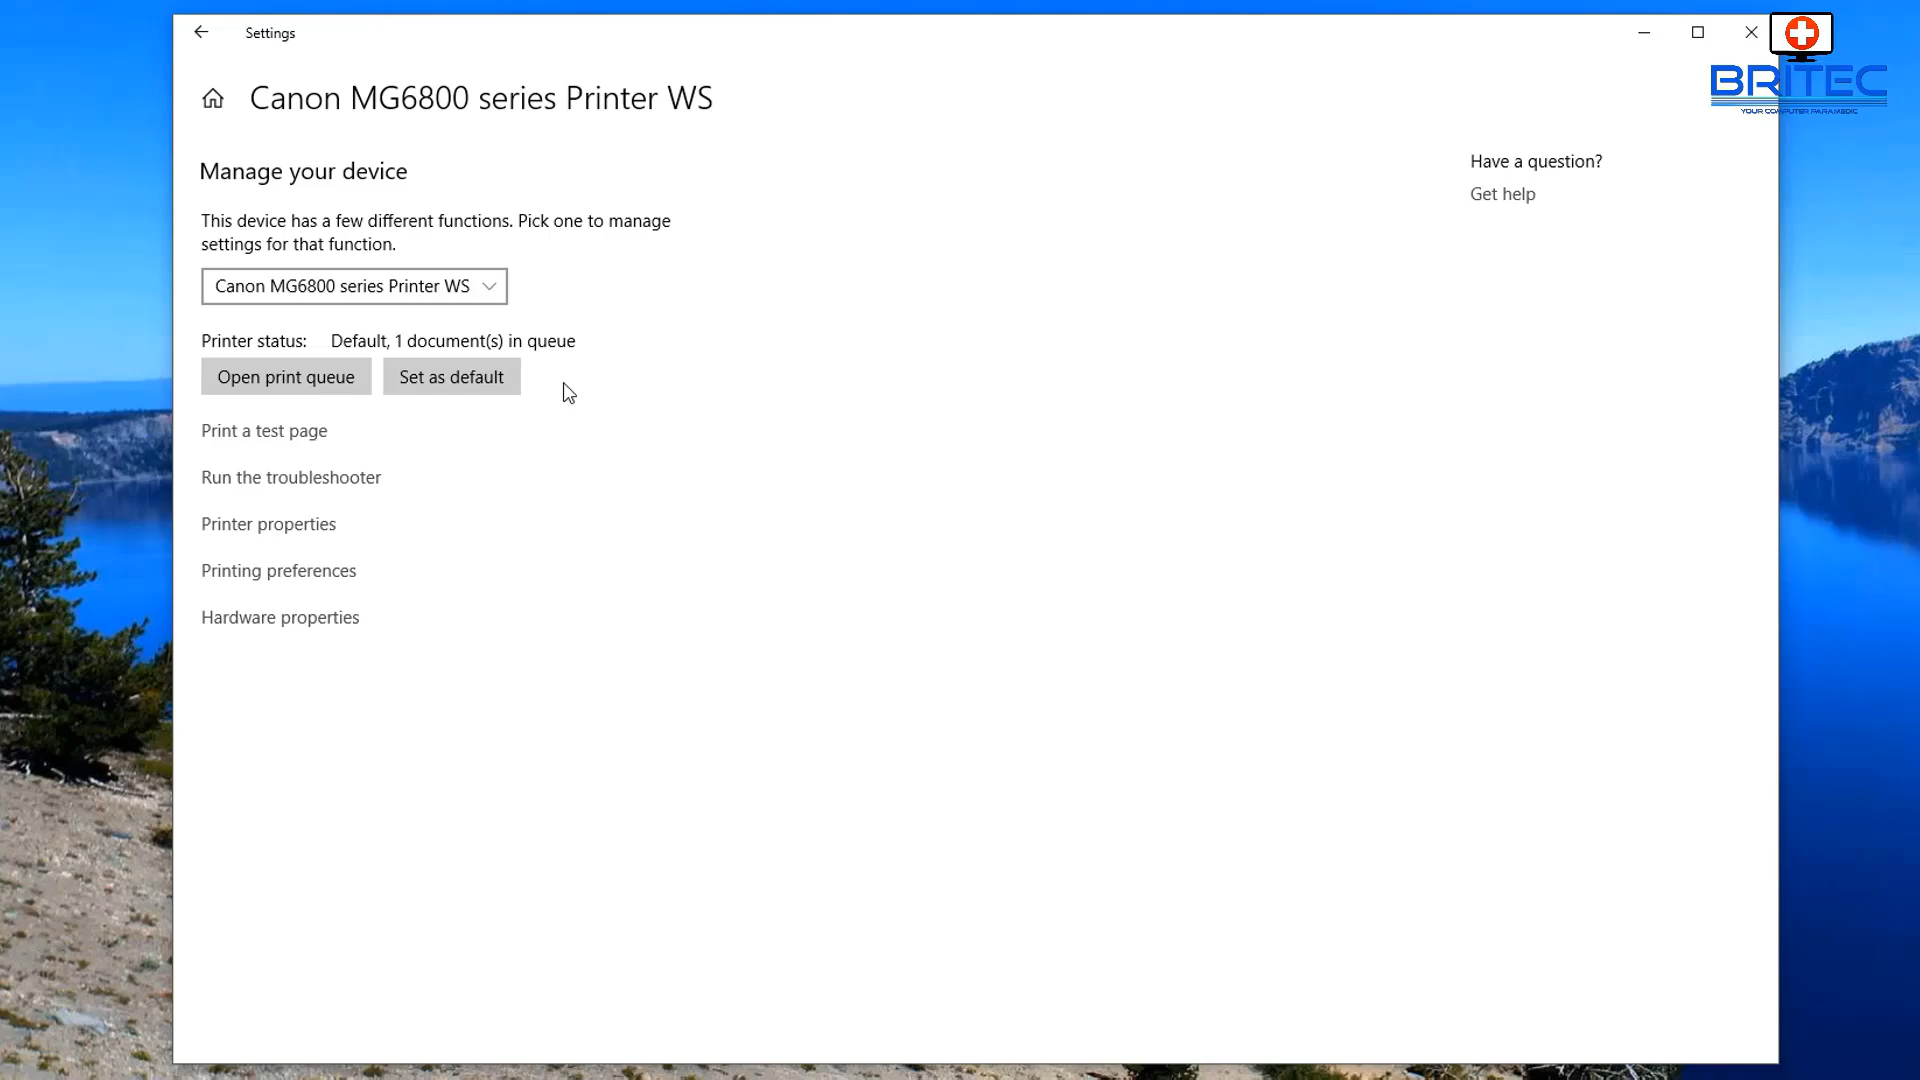 Settings
Canon MG6800 series Printer WS
BRITEC
YOUR COMPUTER PARAMEDIC
Manage your device
This device has a few different functions. Pick one to manage
settings for that function.
Canon MG6800 series Printer WS
Printer status: Default, 1 document(s) in queue
Open print queue Set as default
Print a test page
Run the troubleshooter
Printer properties
Printing preferences
Hardware properties
Have a question?
Get help